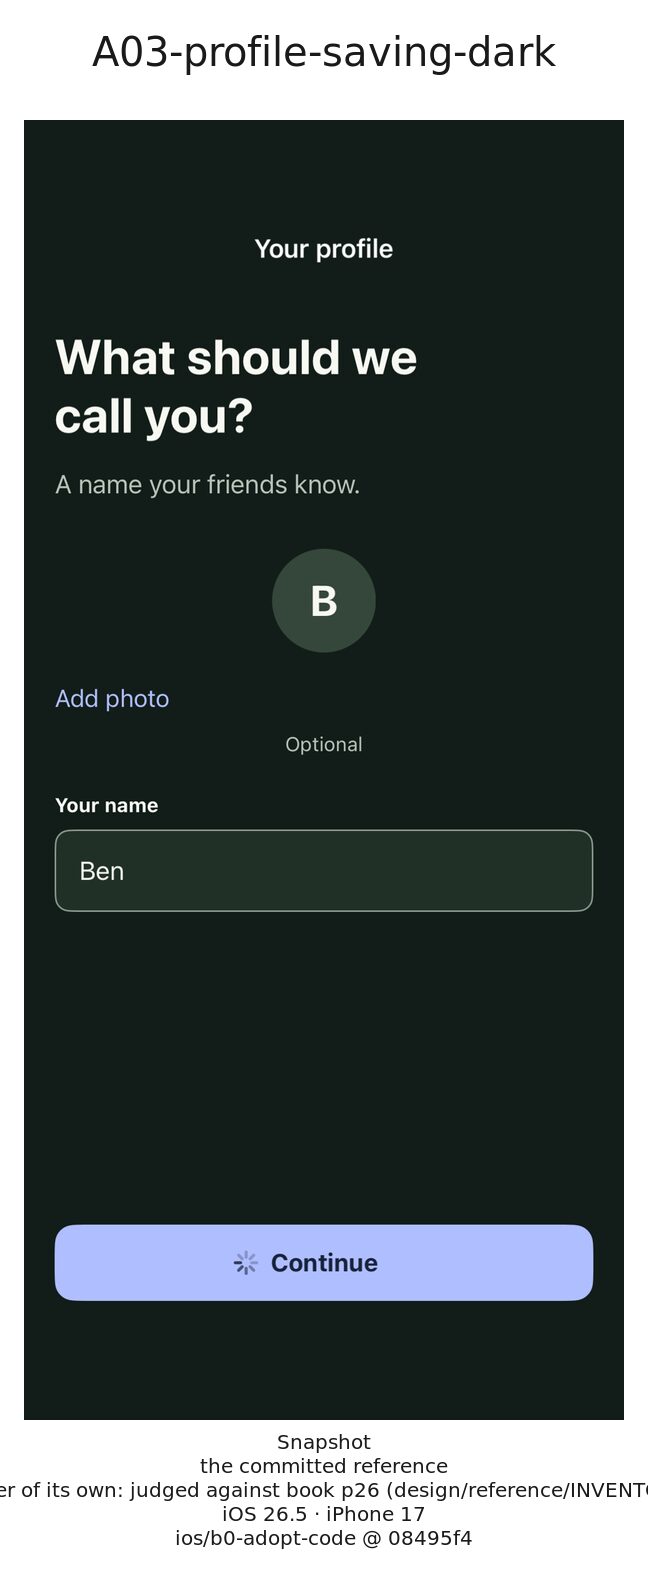 A03-profile-saving-dark
Your profile
What should we
call you?
A name your friends know.
B
Add photo
Optional
Your name
Ben
Continue
Snapshot
the committed reference
of its own: judged against book p26 (design/reference/
iOS 26.5 · iPhone 17
ios/b0-adopt-code @ 08495f4